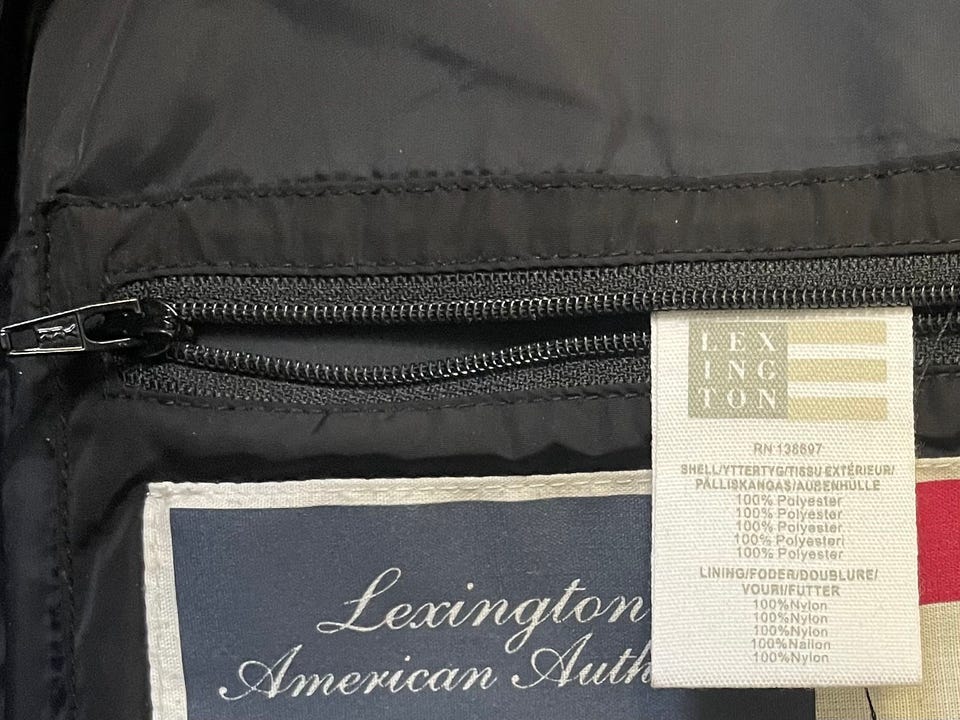 LEX
ING
TON
RN 138697
SHELL/YTTERTYG/TISSU EXTÉRIEUR/
PÄLLISKANGAS/AUßENHÜLLE
100% Polyester
100% Polyester
100% Polyester
100% Polyesteri
100% Polyester
LINING/FODER/DOUBLURE/
VOURI/FUTTER
100%Nylon
100%Nylon
100%Nylon
100%Nailon
100%Nylon
Lexington
American Auth